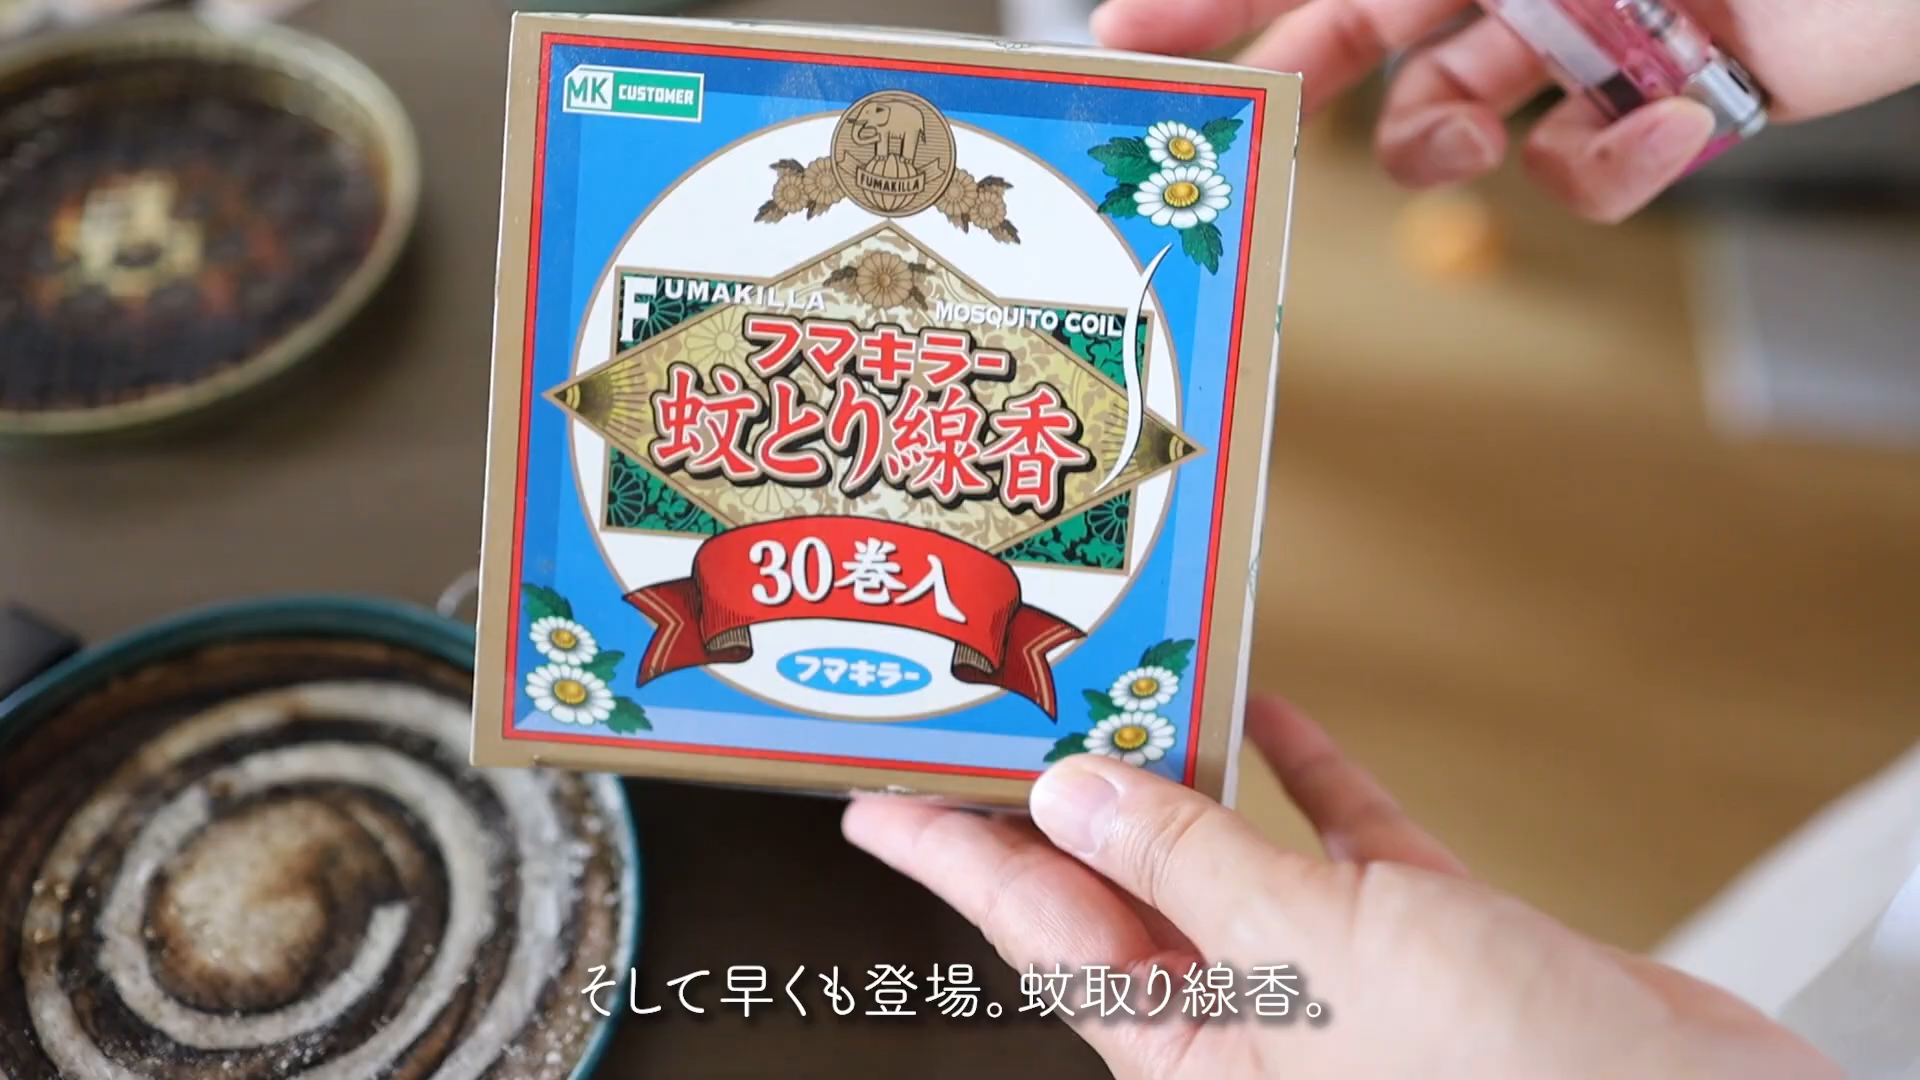 MK CUSTOMER
FUMAKILLA
FUMAKILLA MOSQUITO COIL
フマキラー
蚊とり線香
30巻入
フマキラー
そして早くも登場。蚊取り線香。